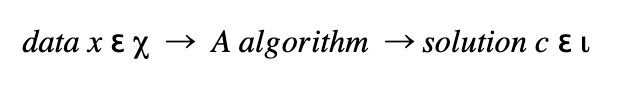 data x ε χ → A algorithm → solution c ε ι